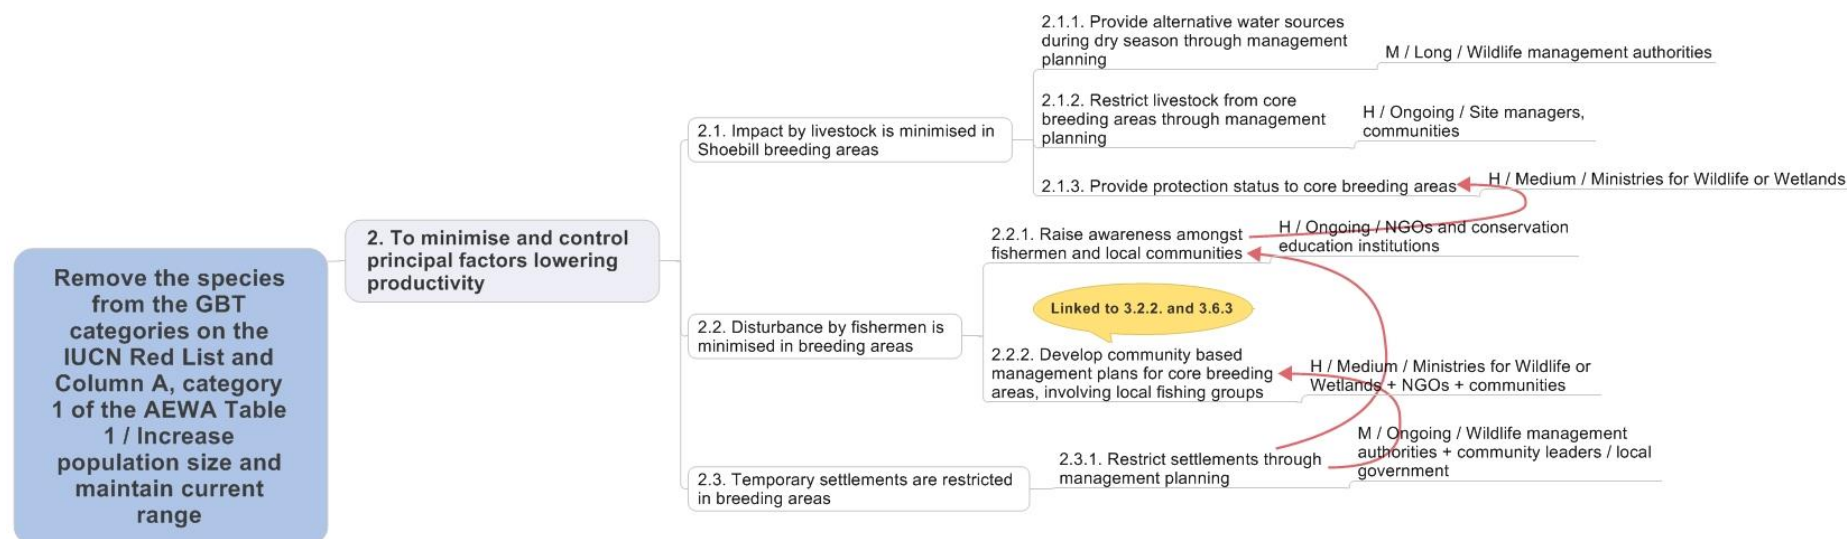 Remove the species
from the GBT
categories on the
IUCN Red List and
Column A, category
1 of the AEWA Table
1 / Increase
population size and
maintain current
range
2. To minimise and control
principal factors lowering
productivity
2.1. Impact by livestock is minimised in
Shoebill breeding areas
2.1.1. Provide alternative water sources
during dry season through management
planning
M / Long / Wildlife management authorities
2.1.2. Restrict livestock from core
breeding areas through management
planning
H / Ongoing / Site managers,
communities
2.1.3. Provide protection status to core breeding areas
H / Medium / Ministries for Wildlife or Wetlands
2.2. Disturbance by fishermen is
minimised in breeding areas
2.2.1. Raise awareness amongst
fishermen and local communities
H / Ongoing / NGOs and conservation
education institutions
Linked to 3.2.2. and 3.6.3
2.2.2. Develop community based
management plans for core breeding
areas, involving local fishing groups
H / Medium / Ministries for Wildlife or
Wetlands + NGOs + communities
2.3. Temporary settlements are restricted
in breeding areas
2.3.1. Restrict settlements through
management planning
M / Ongoing / Wildlife management
authorities + community leaders / local
government